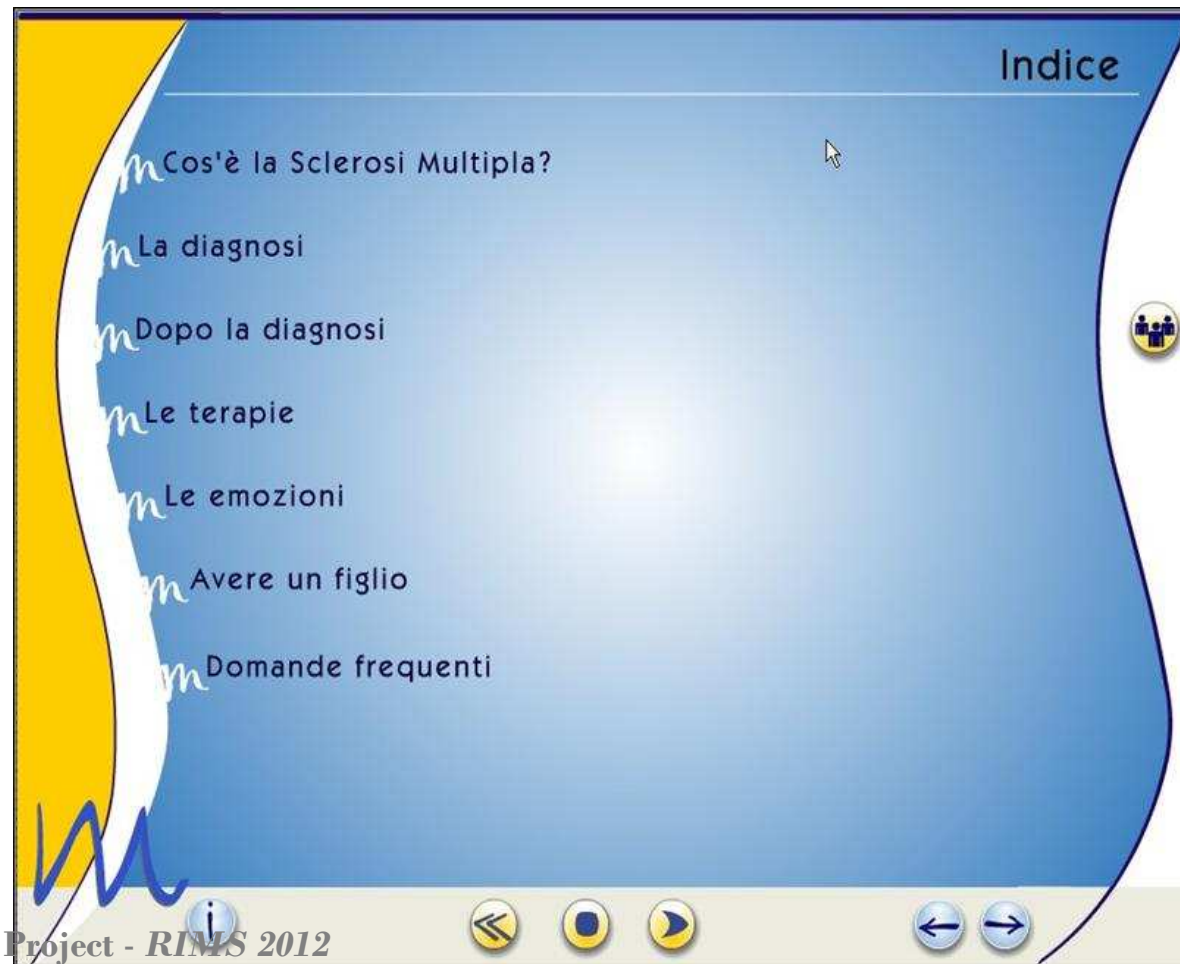 Indice
Cos'è la Sclerosi Multipla?
La diagnosi
Dopo la diagnosi
Le terapie
Le emozioni
Avere un figlio
Domande frequenti
Project - RIMS 2012